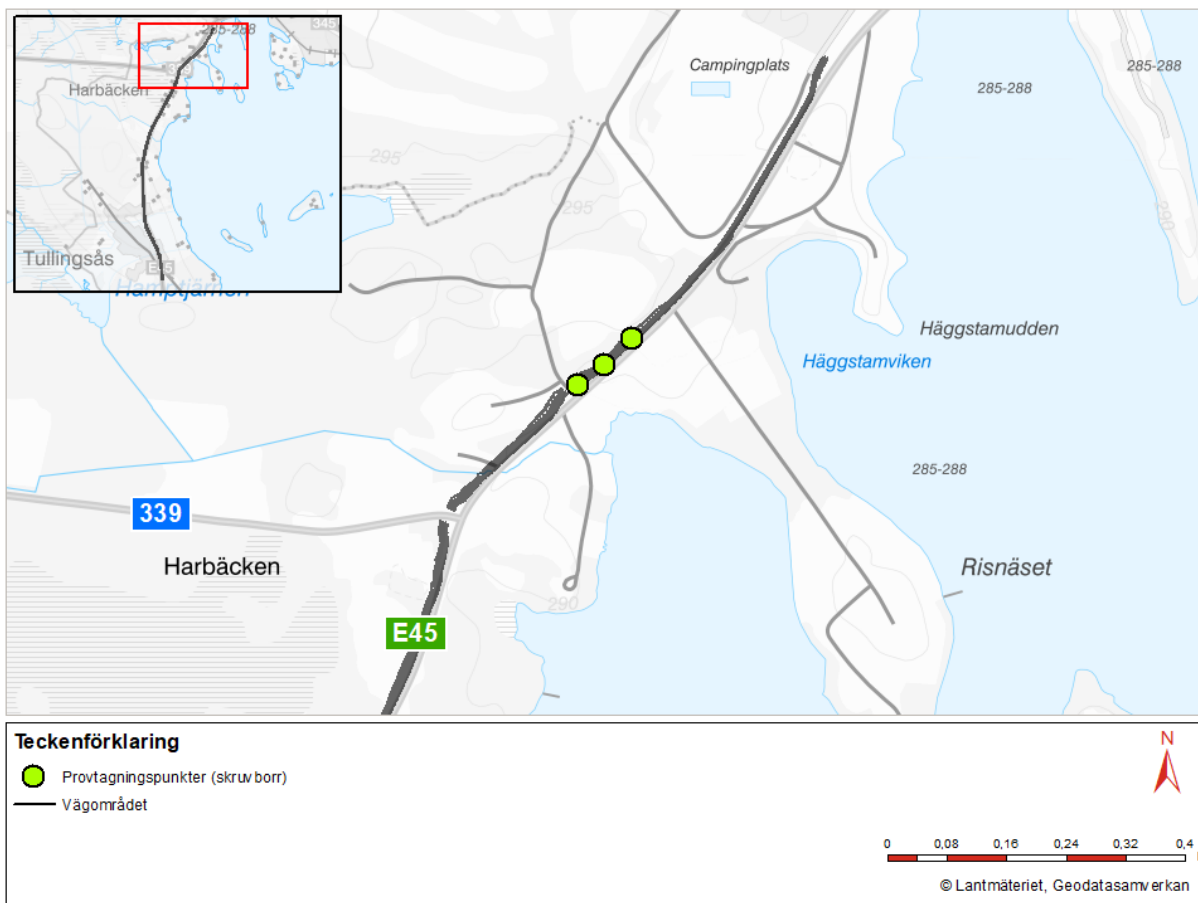 285-288
345
339
Harbäcken
Tullingsås
E45
Hamptjärnen
Campingplats
285-288
285-288
295
295
290
Häggstamudden
Häggstamviken
285-288
339
Harbäcken
Risnäset
290
E45
Teckenförklaring
Provtagningspunkter (skruvborr)
Vägområdet
N
0 0,08 0,16 0,24 0,32 0,4
© Lantmäteriet, Geodatasamverkan